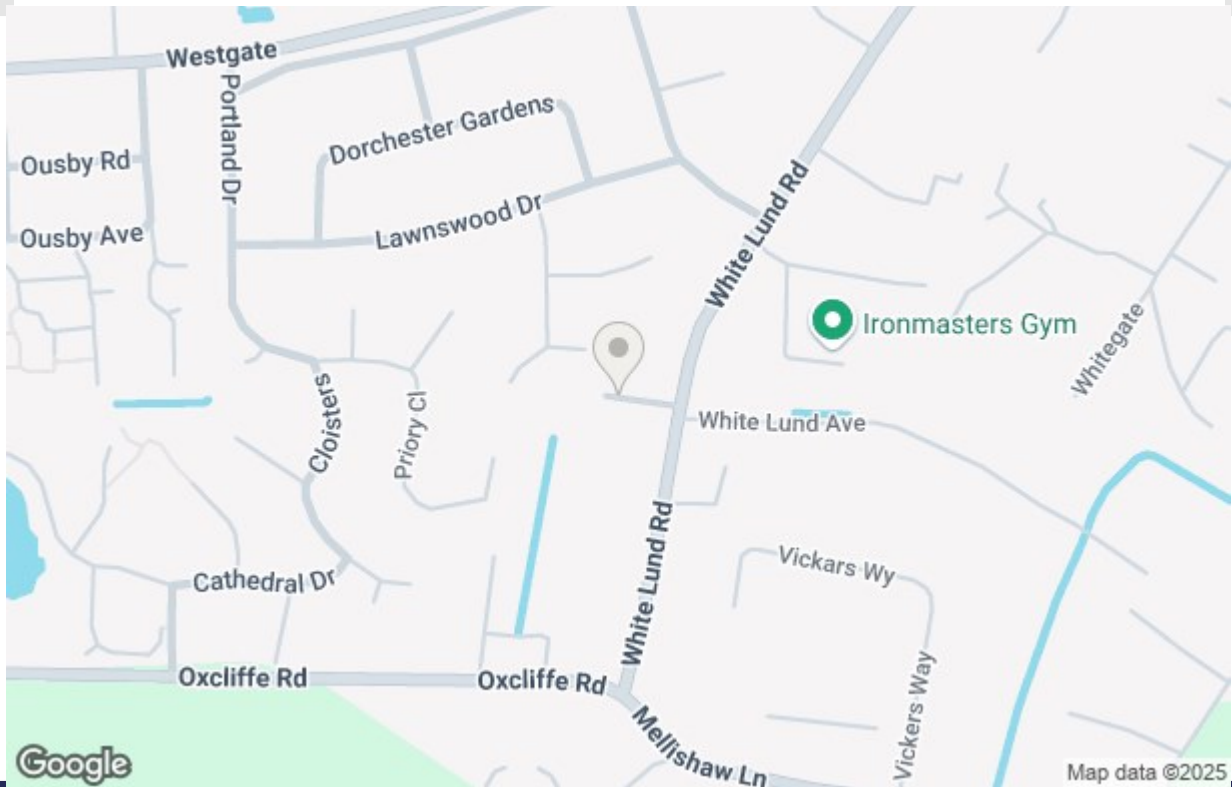 Westgate
Portland Dr
Dorchester Gardens
Ousby Rd
Ousby Ave
Lawnswood Dr
White Lund Rd
Ironmasters Gym
Whitegate
Cloisters
Priory Cl
White Lund Ave
White Lund Rd
Vickars Wy
Cathedral Dr
Oxcliffe Rd
Oxcliffe Rd
Vickers Way
Mellishaw Ln
Google
Map data ©2025